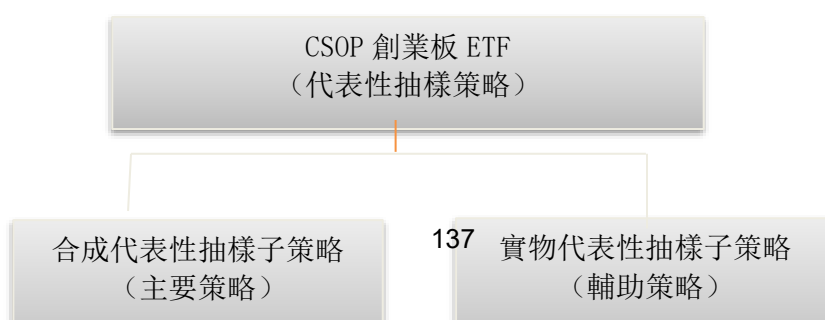 CSOP 創業板 ETF
（代表性抽樣策略）
合成代表性抽樣子策略
（主要策略）
137
實物代表性抽樣子策略
（輔助策略）